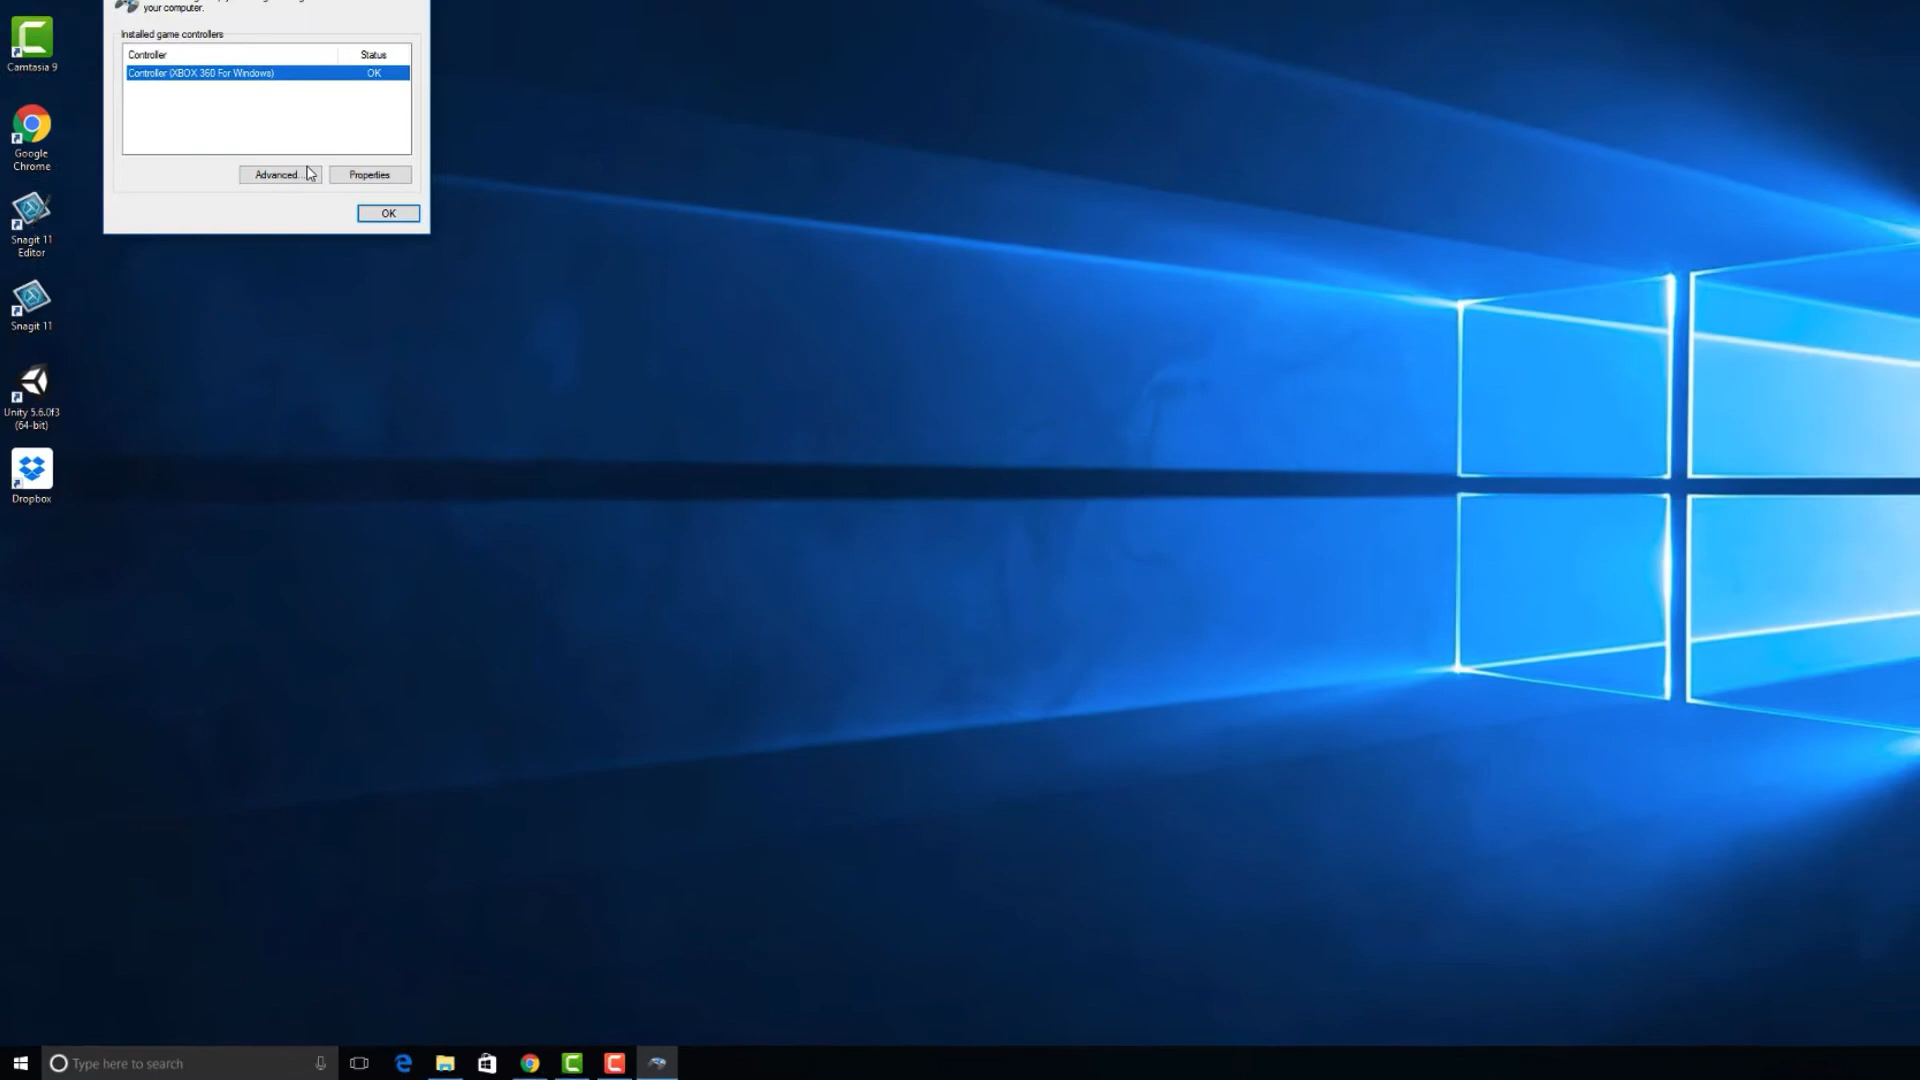 your computer.
Installed game controllers
Controller Status
Controller (XBOX 360 For Windows) OK
Advanced... Properties
OK
Camtasia 9
Google
Chrome
Snagit 11
Editor
Snagit 11
Unity 5.6.0f3
(64-bit)
Dropbox
Type here to search